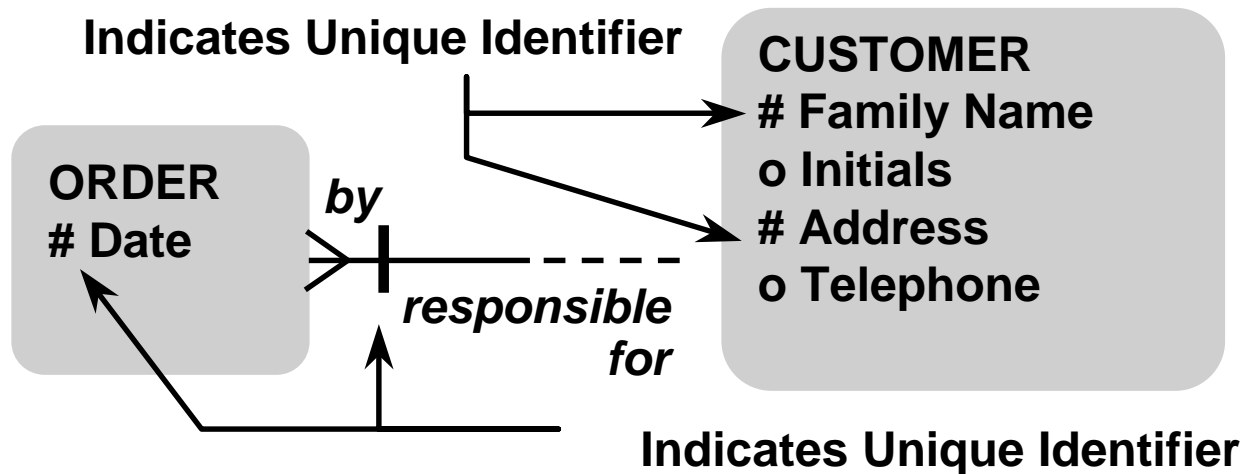 Indicates Unique Identifier
CUSTOMER
# Family Name
o Initials
# Address
o Telephone
ORDER
# Date
by
responsible
for
Indicates Unique Identifier